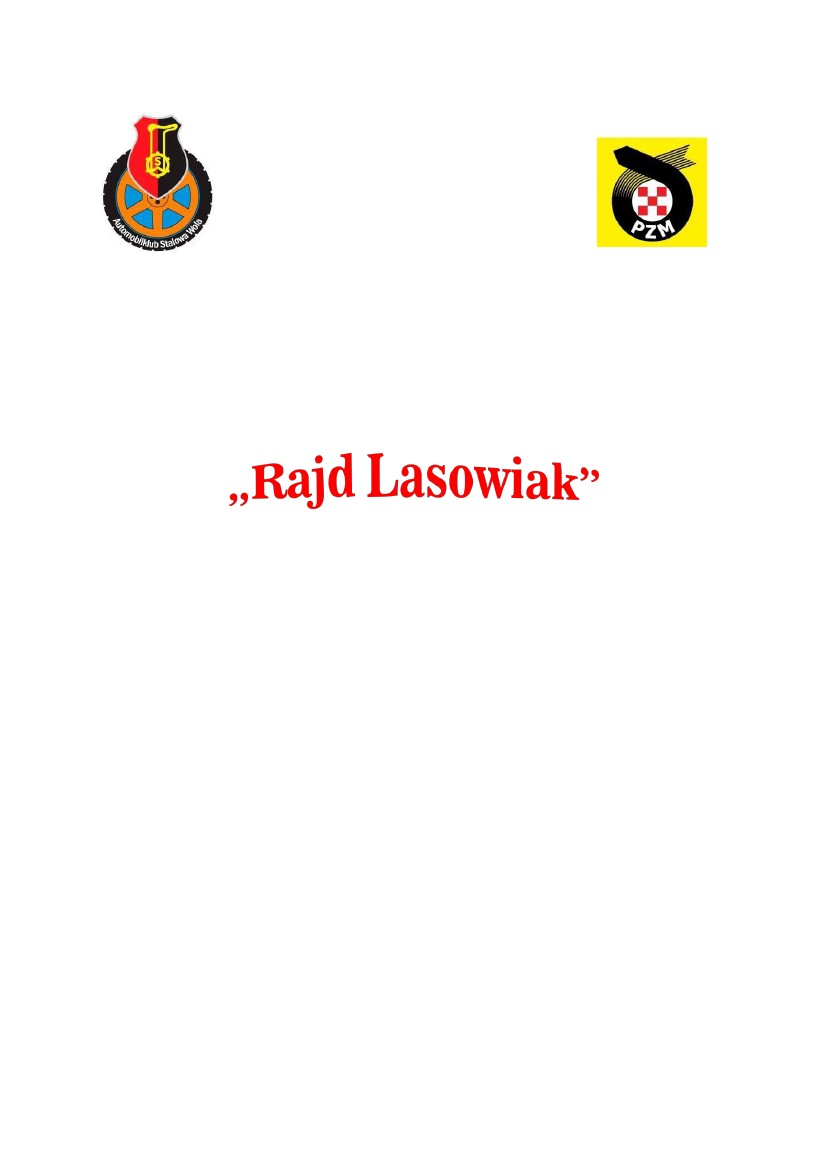 S
Automobilklub Stalowa Wola
PZM
„Rajd Lasowiak”